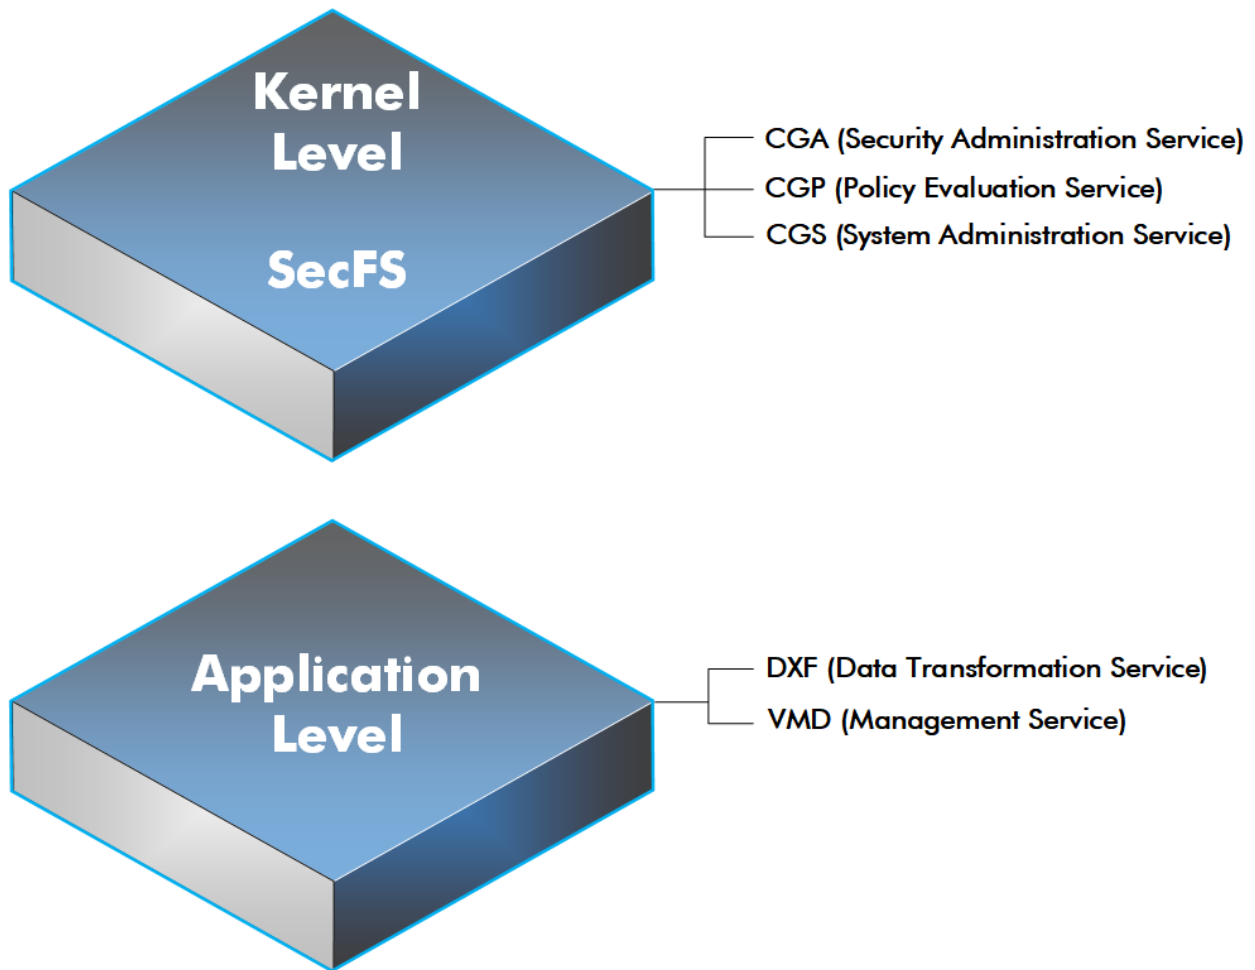 Kernel
Level
SecFS
CGA (Security Administration Service)
CGP (Policy Evaluation Service)
CGS (System Administration Service)
Application
Level
DXF (Data Transformation Service)
VMD (Management Service)